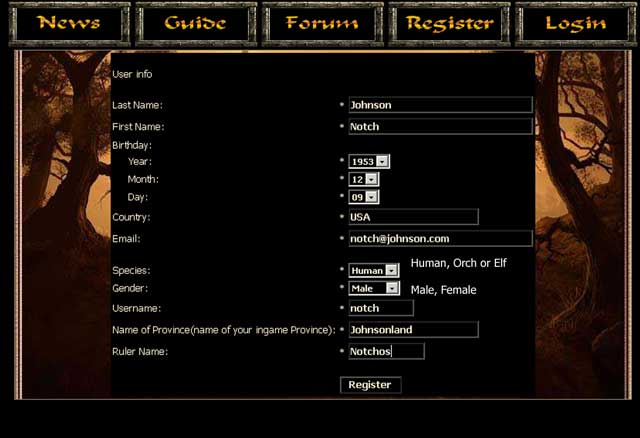 News Guide Forum Register Login
User info
Last Name: * Johnson
First Name: * Notch
Birthday:
Year: * 1953
Month: * 12
Day: * 09
Country: * USA
Email: * notch@johnson.com
Species: * Human Human, Orch or Elf
Gender: * Male Male, Female
Username: * notch
Name of Province(name of your ingame Province): * Johnsonland
Ruler Name: * Notchos
Register